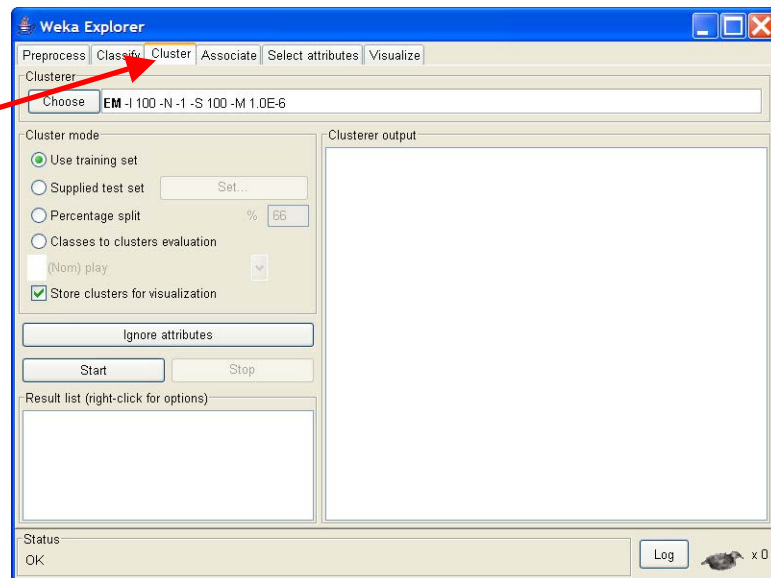 Weka Explorer
Preprocess Classify Cluster Associate Select attributes Visualize
Clusterer
Choose EM -I 100 -N -1 -S 100 -M 1.0E-6
Cluster mode
Use training set
Supplied test set Set...
Percentage split % 66
Classes to clusters evaluation
(Nom) play
Store clusters for visualization
Ignore attributes
Start Stop
Result list (right-click for options)
Clusterer output
Status
OK
Log x 0